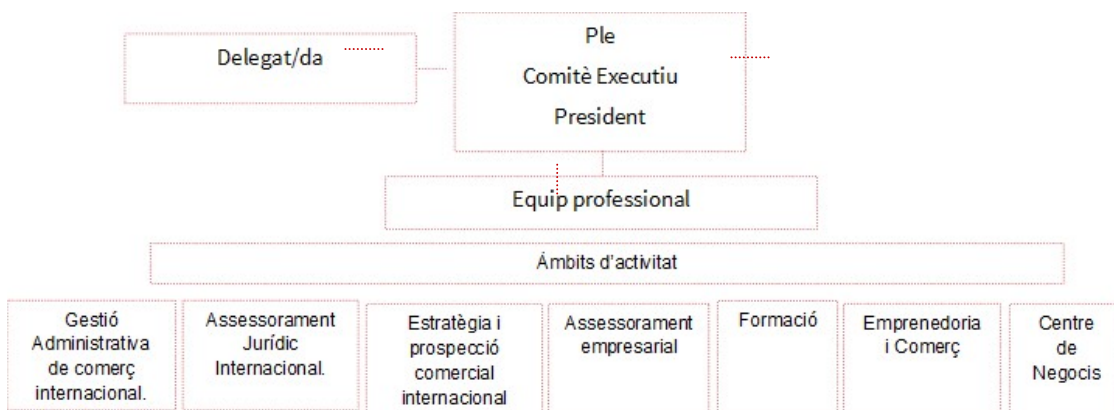 Delegat/da
Ple
Comitè Executiu
President
Equip professional
Àmbits d'activitat
Gestió
Administrativa
de comerç
internacional.
Assessorament
Jurídic
Internacional.
Estratègia i
prospecció
comercial
internacional
Assessorament
empresarial
Formació
Emprenedoria
i Comerç
Centre
de
Negocis